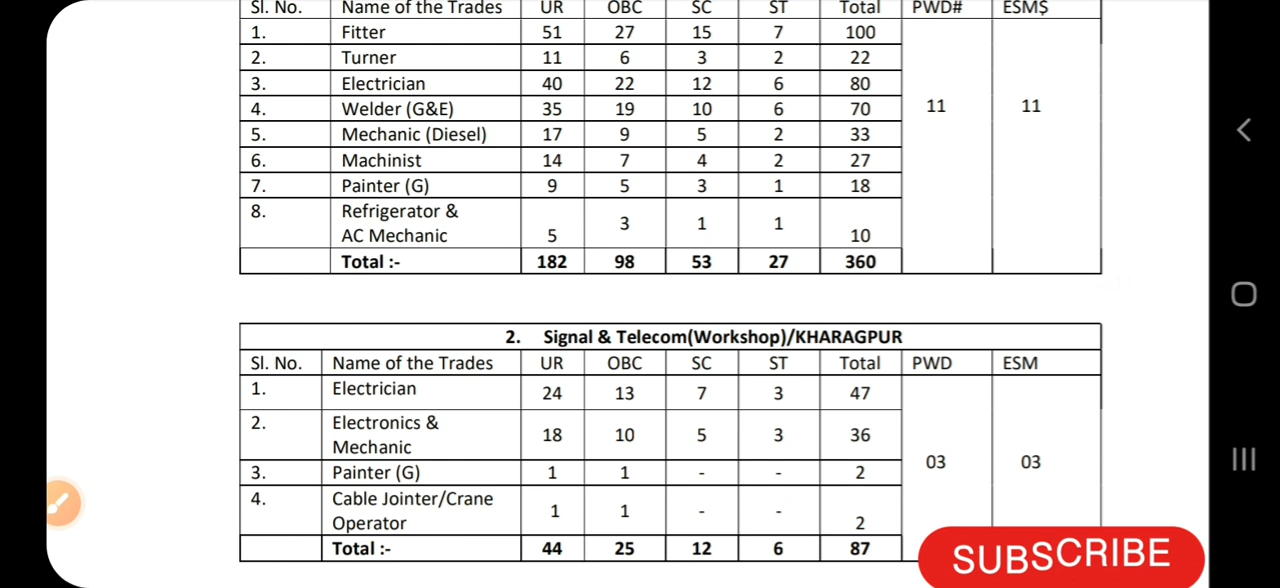 Sl. No. Name of the Trades UR OBC SC ST Total PWD# ESM$
1. Fitter 51 27 15 7 100
2. Turner 11 6 3 2 22
3. Electrician 40 22 12 6 80
4. Welder (G&E) 35 19 10 6 70 11 11
5. Mechanic (Diesel) 17 9 5 2 33
6. Machinist 14 7 4 2 27
7. Painter (G) 9 5 3 1 18
8. Refrigerator &
AC Mechanic 5 3 1 1 10
Total :- 182 98 53 27 360
2. Signal & Telecom(Workshop)/KHARAGPUR
Sl. No. Name of the Trades UR OBC SC ST Total PWD ESM
1. Electrician 24 13 7 3 47
2. Electronics &
Mechanic 18 10 5 3 36
03 03
3. Painter (G) 1 1 - - 2
4. Cable Jointer/Crane
Operator 1 1 - - 2
Total :- 44 25 12 6 87
SUBSCRIBE